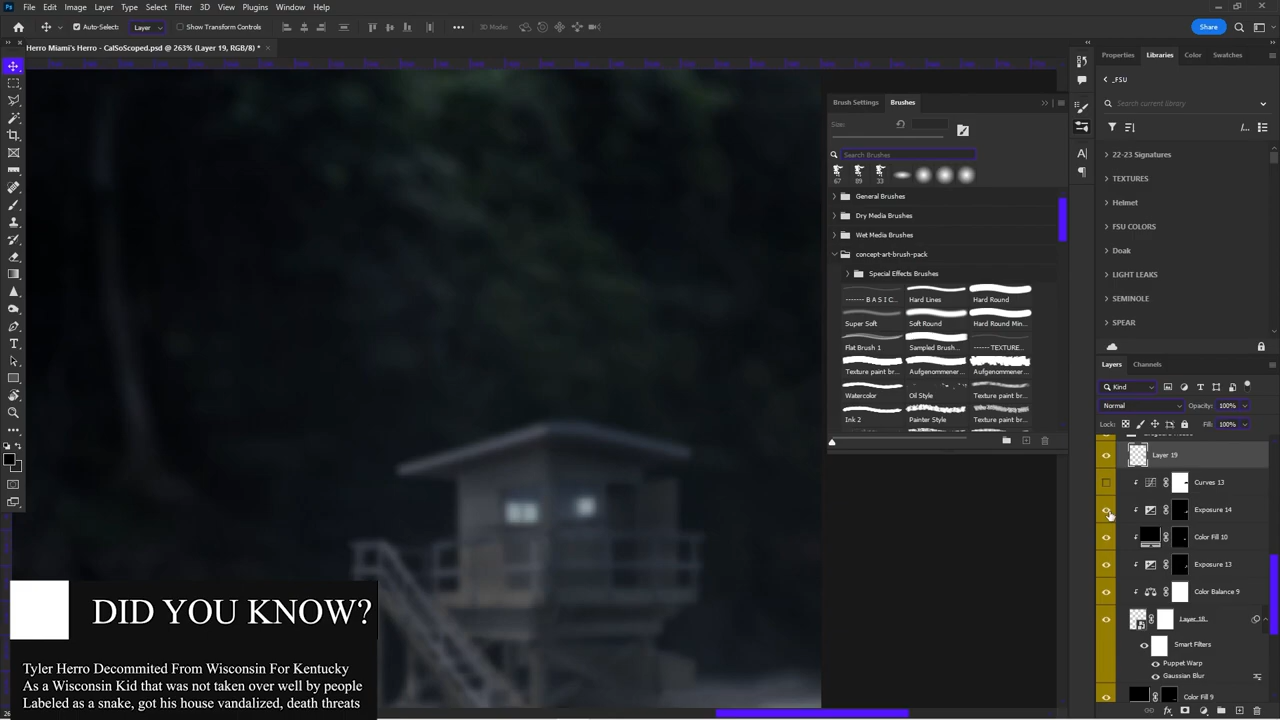 File Edit Image Layer Type Select Filter 3D View Plugins Window Help
Auto-Select: Layer Show Transform Controls 3D Mode: Share
Herro Miami's Herro - CalSoScoped.psd @ 263% (Layer 19, RGB/8) *
Properties Libraries Color Swatches
_FSU
Search current library
22-23 Signatures
TEXTURES
Helmet
FSU COLORS
Doak
LIGHT LEAKS
SEMINOLE
SPEAR
Brush Settings Brushes
Size:
Search Brushes
67 89 33
General Brushes
Dry Media Brushes
Wet Media Brushes
concept-art-brush-pack
Special Effects Brushes
------- B A S I C... Hard Lines Hard Round
Super Soft Soft Round Hard Round Min...
Flat Brush 1 Sampled Brush... ------ TEXTURE...
Texture paint br... Aufgenommener... Aufgenommener...
Watercolor Oil Style Texture paint br...
Ink 2 Painter Style Texture paint br...
Layers Channels
Kind
Normal Opacity: 100%
Lock: Fill: 100%
Layer 19
Curves 13
Exposure 14
Color Fill 10
Exposure 13
Color Balance 9
Layer 18
Smart Filters
Puppet Warp
Gaussian Blur
Color Fill 9
DID YOU KNOW?
Tyler Herro Decommited From Wisconsin For Kentucky
As a Wisconsin Kid that was not taken over well by people
Labeled as a snake, got his house vandalized, death threats